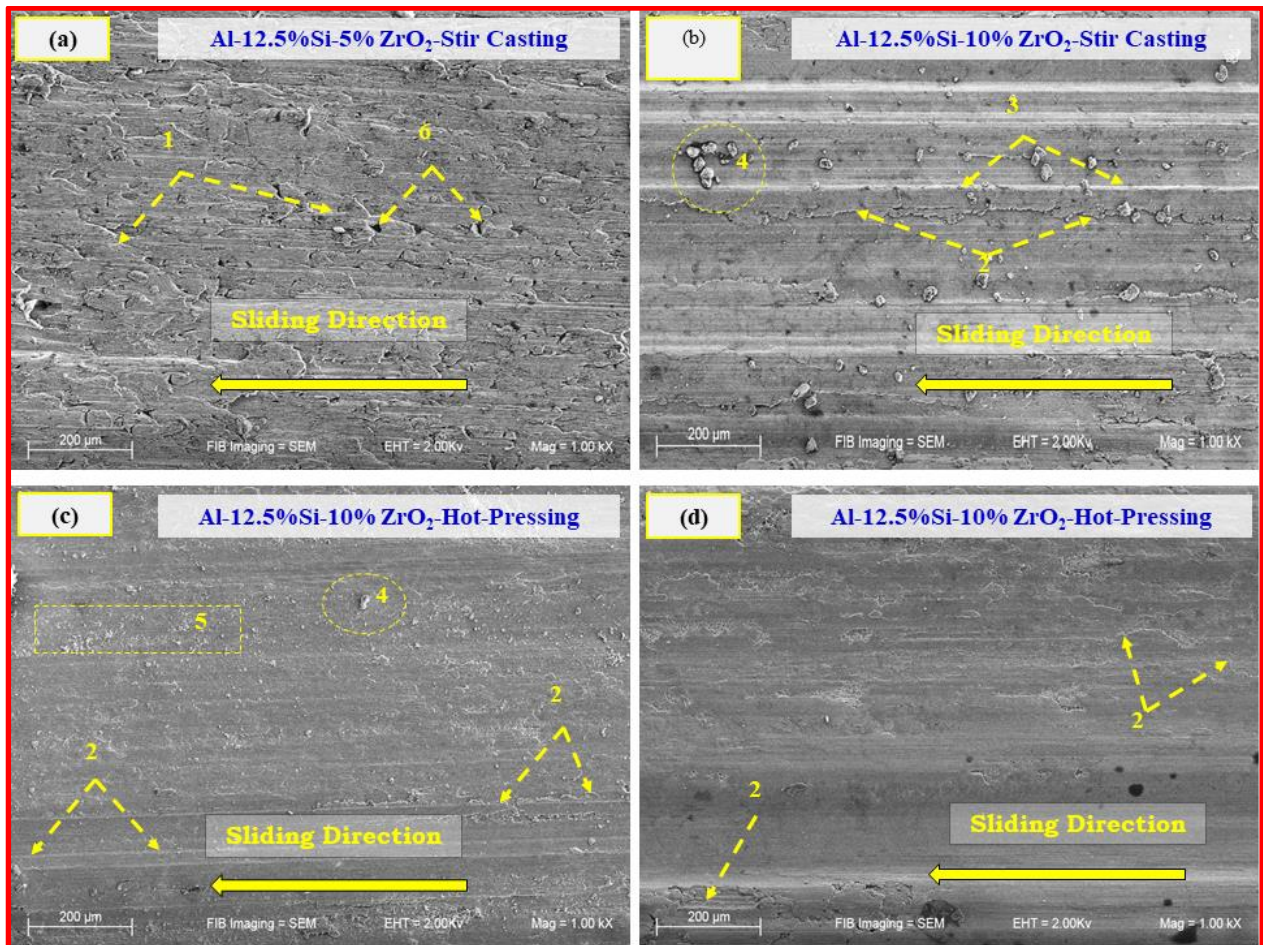 (a)
Al-12.5%Si-5% ZrO₂-Stir Casting
1
6
Sliding Direction
200 µm
FIB Imaging = SEM
EHT = 2.00Kv
Mag = 1.00 kX
(b)
Al-12.5%Si-10% ZrO₂-Stir Casting
3
4
2
Sliding Direction
200 µm
FIB Imaging = SEM
EHT = 2.00Kv
Mag = 1.00 kX
(c)
Al-12.5%Si-10% ZrO₂-Hot-Pressing
4
5
2
2
Sliding Direction
200 µm
FIB Imaging = SEM
EHT = 2.00Kv
Mag = 1.00 kX
(d)
Al-12.5%Si-10% ZrO₂-Hot-Pressing
2
2
Sliding Direction
200 µm
FIB Imaging = SEM
EHT = 2.00Kv
Mag = 1.00 kX